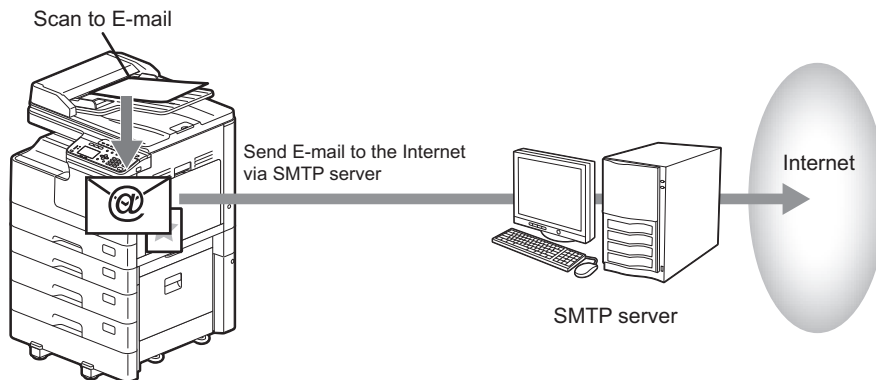 Scan to E-mail
Send E-mail to the Internet
via SMTP server
@
Internet
SMTP server